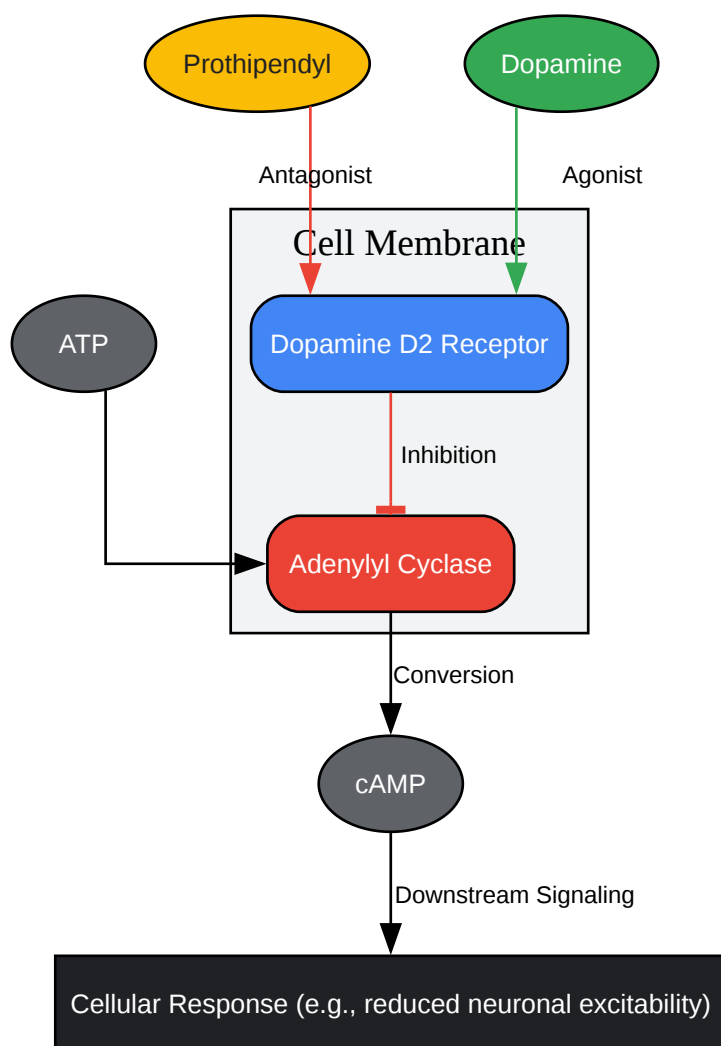 Prothipendyl
Dopamine
Antagonist
Agonist
Cell Membrane
ATP
Dopamine D2 Receptor
Inhibition
Adenylyl Cyclase
Conversion
cAMP
Downstream Signaling
Cellular Response (e.g., reduced neuronal excitability)